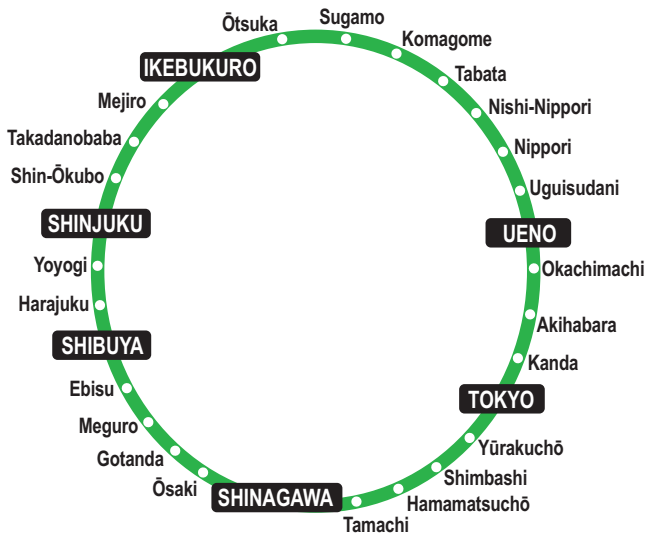 Ōtsuka
Sugamo
Komagome
IKEBUKURO
Tabata
Mejiro
Nishi-Nippori
Takadanobaba
Nippori
Shin-Ōkubo
Uguisudani
SHINJUKU
UENO
Yoyogi
Okachimachi
Harajuku
Akihabara
SHIBUYA
Kanda
Ebisu
TOKYO
Meguro
Yūrakuchō
Gotanda
Shimbashi
Ōsaki
SHINAGAWA
Hamamatsuchō
Tamachi